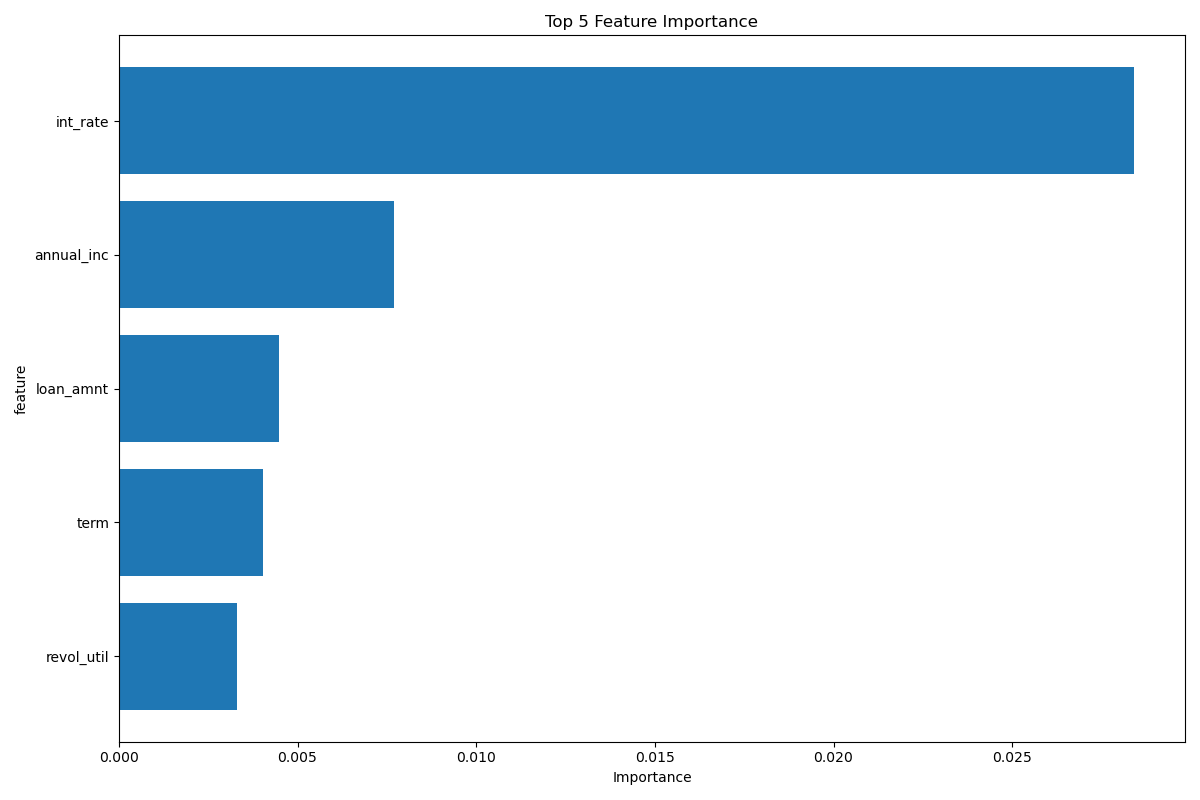 Top 5 Feature Importance
feature
int_rate
annual_inc
loan_amnt
term
revol_util
0.000 0.005 0.010 0.015 0.020 0.025
Importance